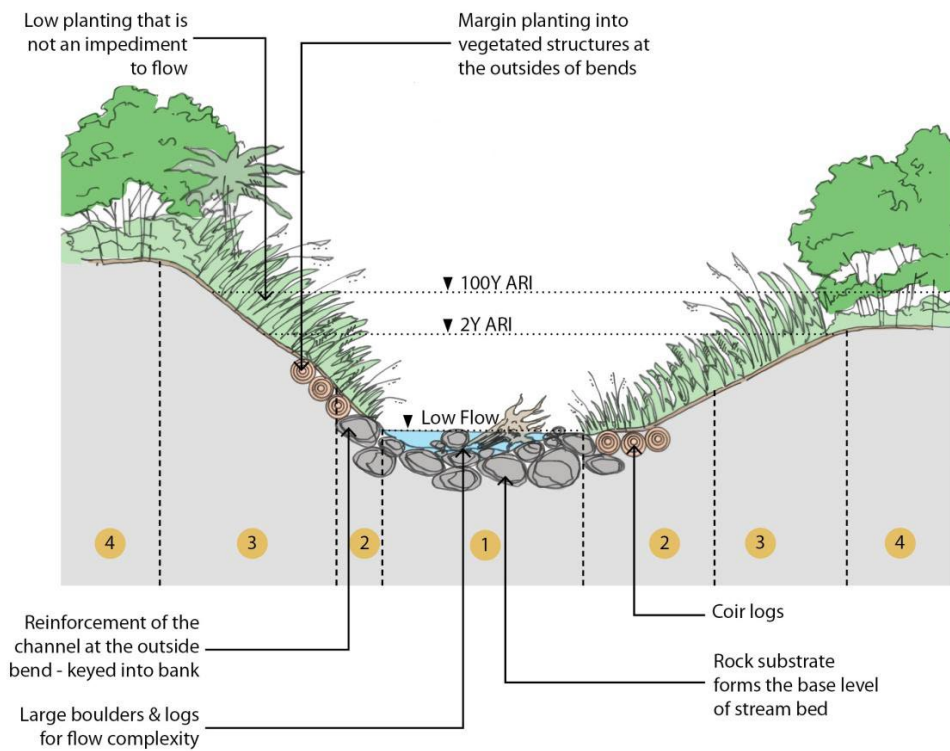 Low planting that is
not an impediment
to flow
Margin planting into
vegetated structures at
the outsides of bends
100Y ARI
2Y ARI
Low Flow
4
3
2
1
2
3
4
Reinforcement of the
channel at the outside
bend - keyed into bank
Large boulders & logs
for flow complexity
Coir logs
Rock substrate
forms the base level
of stream bed